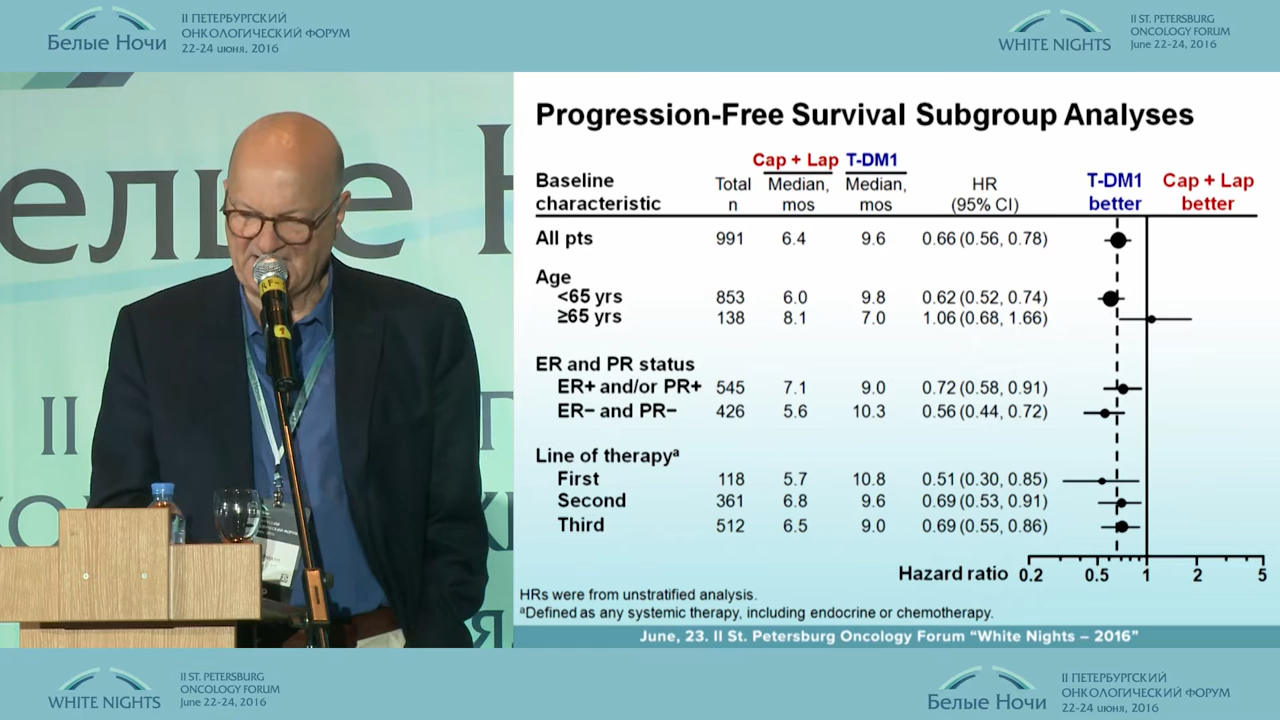 Белые Ночи
II ПЕТЕРБУРГСКИЙ
ОНКОЛОГИЧЕСКИЙ ФОРУМ
22-24 июня, 2016
WHITE NIGHTS
II ST. PETERSBURG
ONCOLOGY FORUM
June 22-24, 2016
Progression-Free Survival Subgroup Analyses
Cap + Lap T-DM1
Baseline characteristic Total n Median, mos Median, mos HR (95% CI) T-DM1 better Cap + Lap better
All pts 991 6.4 9.6 0.66 (0.56, 0.78)
Age
<65 yrs 853 6.0 9.8 0.62 (0.52, 0.74)
≥65 yrs 138 8.1 7.0 1.06 (0.68, 1.66)
ER and PR status
ER+ and/or PR+ 545 7.1 9.0 0.72 (0.58, 0.91)
ER− and PR− 426 5.6 10.3 0.56 (0.44, 0.72)
Line of therapyᵃ
First 118 5.7 10.8 0.51 (0.30, 0.85)
Second 361 6.8 9.6 0.69 (0.53, 0.91)
Third 512 6.5 9.0 0.69 (0.55, 0.86)
Hazard ratio 0.2 0.5 1 2 5
HRs were from unstratified analysis.
ᵃDefined as any systemic therapy, including endocrine or chemotherapy.
June, 23. II St. Petersburg Oncology Forum “White Nights – 2016”
елые Н
II
WHITE NIGHTS
II ST. PETERSBURG
ONCOLOGY FORUM
June 22-24, 2016
Белые Ночи
II ПЕТЕРБУРГСКИЙ
ОНКОЛОГИЧЕСКИЙ ФОРУМ
22-24 июня, 2016